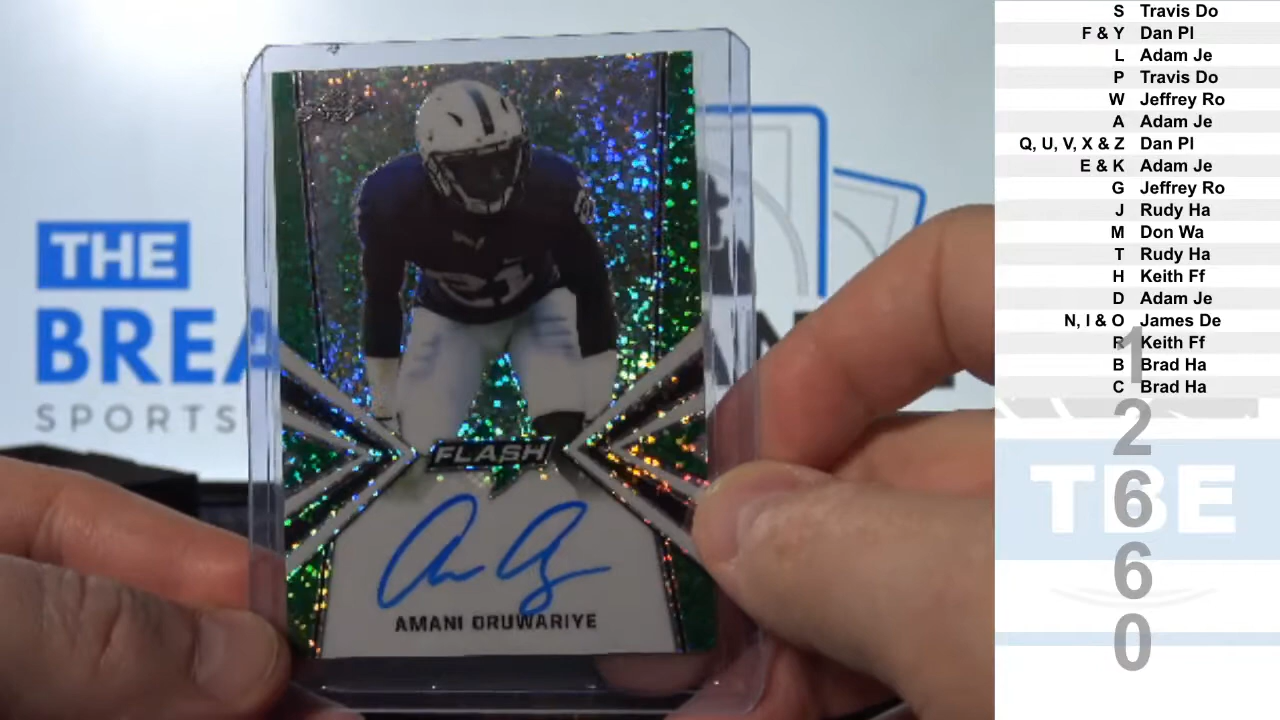 THE
BREA
SPORTS
21
FLASH
AMANI ORUWARIYE
S Travis Do
F & Y Dan Pl
L Adam Je
P Travis Do
W Jeffrey Ro
A Adam Je
Q, U, V, X & Z Dan Pl
E & K Adam Je
G Jeffrey Ro
J Rudy Ha
M Don Wa
T Rudy Ha
H Keith Ff
D Adam Je
N, I & O James De
R Keith Ff
B Brad Ha
C Brad Ha
TBE
1
2
6
6
0